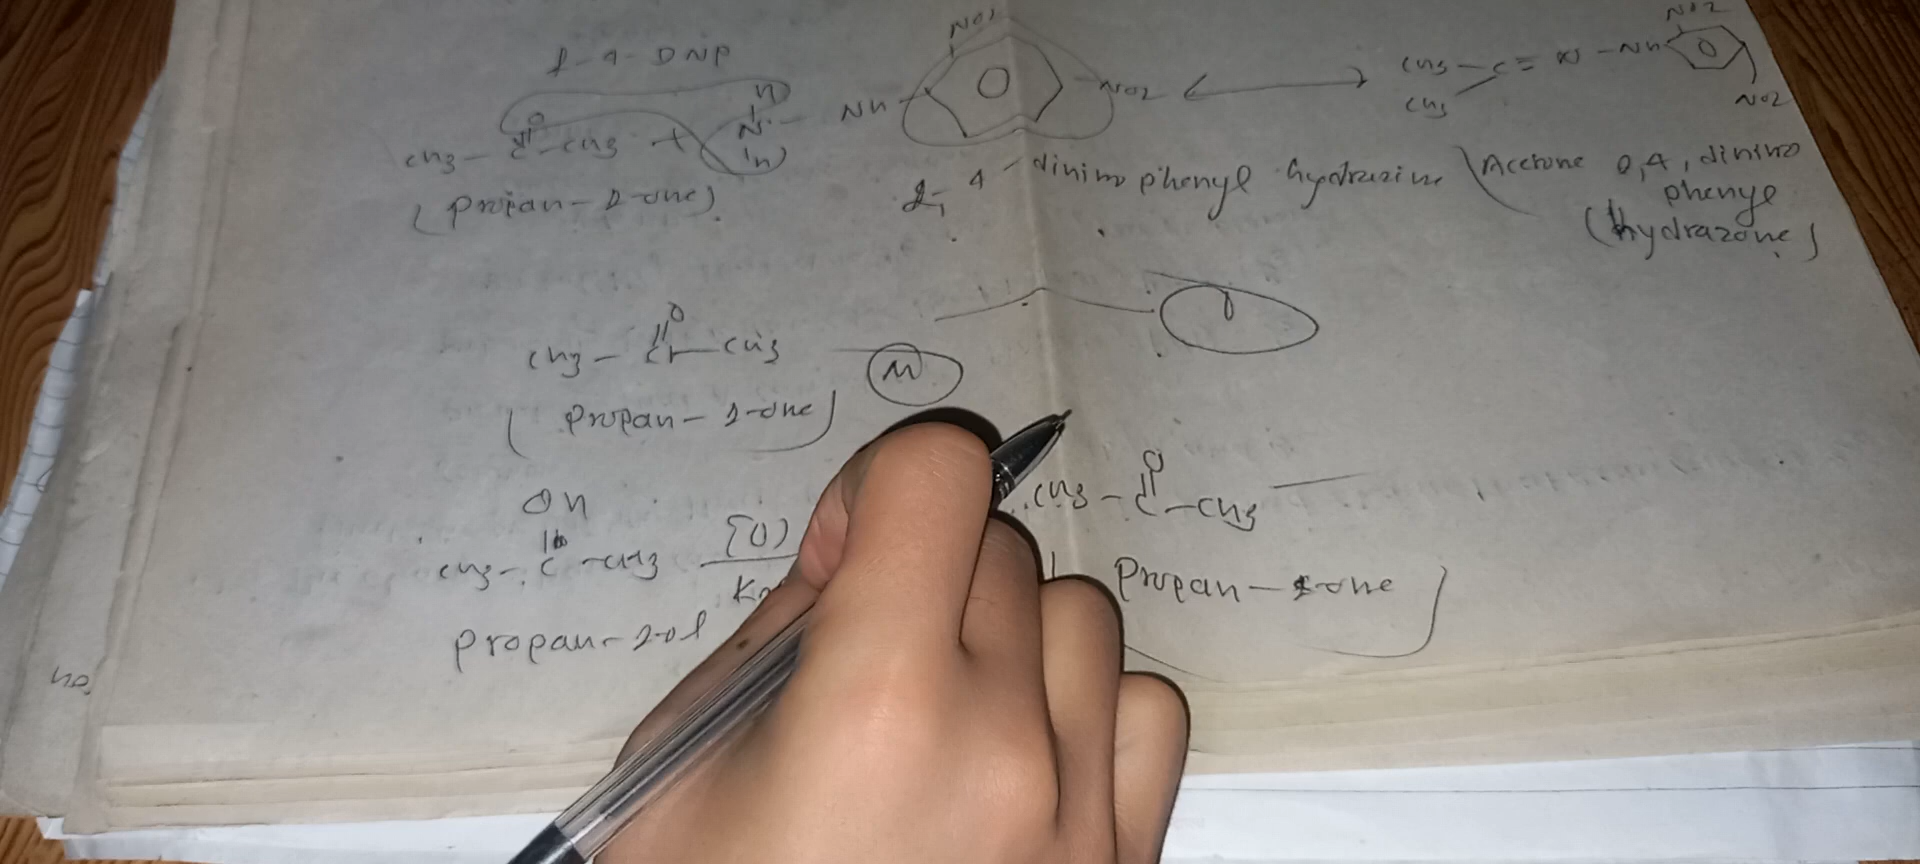 2-4-DNP
NO2
CH3-C-CH3 + N-
O
H
H
NH
NO2
CH3-C=N-NH
CH3
NO2
NO2
(Propan-2-one)
2,4-dinitro phenyl hydrazine
(Acetone 2,4, dinitro
phenyl
(hydrazone)
O
CH3-C-CH3
M
(Propan-2-one)
OH
CH3-C-CH3
[O]
K
propan-2-ol
O
CH3-C-CH3
Propan-2-one